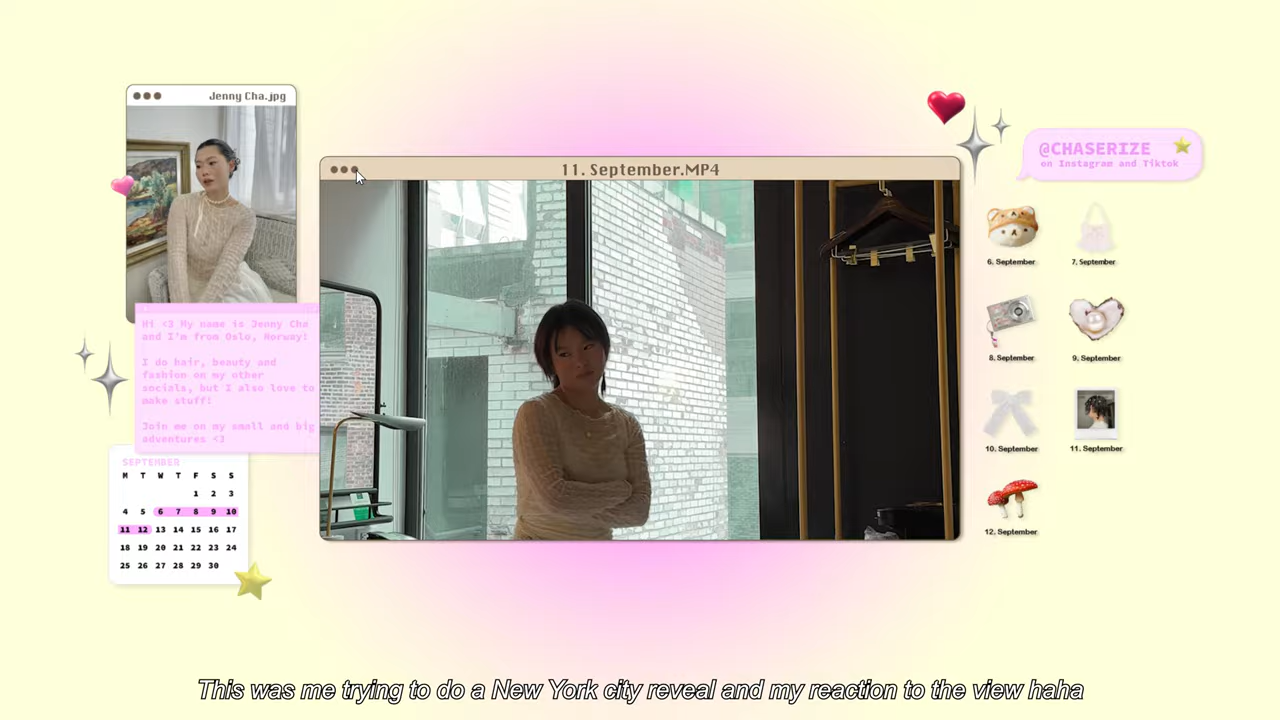 Jenny Cha.jpg
11. September.MP4
@CHASERIZE
on Instagram and Tiktok
6. September
7. September
8. September
9. September
10. September
11. September
12. September
Hi <3 My name is Jenny Cha
and I'm from Oslo, Norway!
I do hair, beauty and
fashion on my other
socials, but I also love to
make stuff!
Join me on my small and big
adventures <3
SEPTEMBER
M T W T F S S
1 2 3
4 5 6 7 8 9 10
11 12 13 14 15 16 17
18 19 20 21 22 23 24
25 26 27 28 29 30
This was me trying to do a New York city reveal and my reaction to the view haha